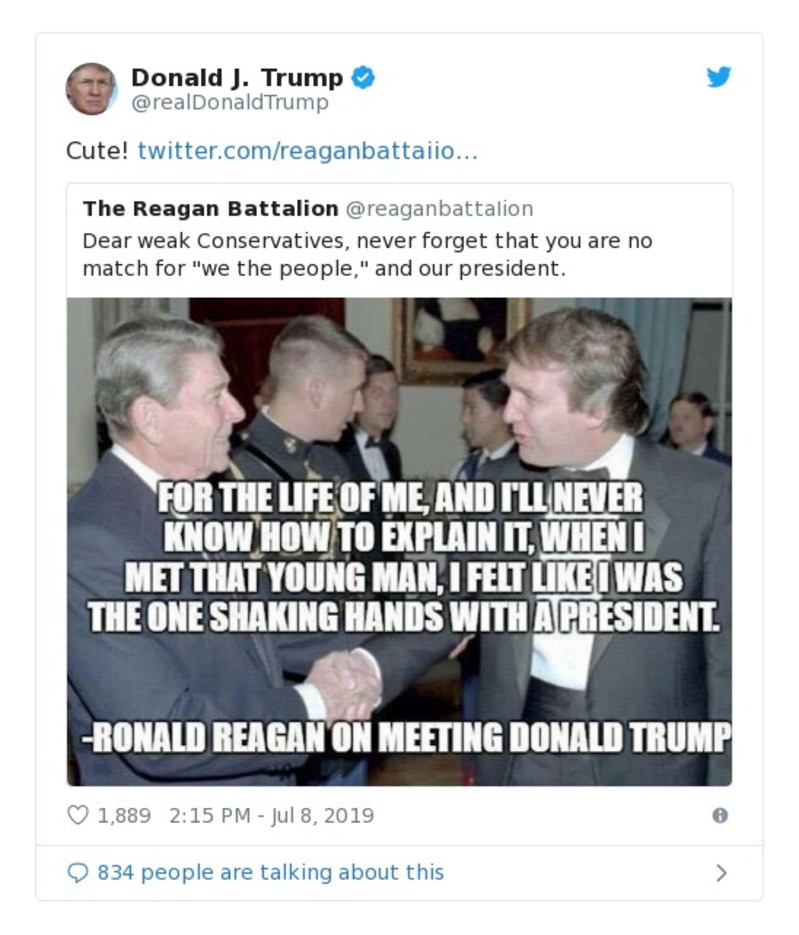 Donald J. Trump
@realDonaldTrump
Cute! twitter.com/reaganbattaiio…
The Reagan Battalion @reaganbattaIion
Dear weak Conservatives, never forget that you are no
match for "we the people," and our president.
FOR THE LIFE OF ME, AND I'LL NEVER
KNOW HOW TO EXPLAIN IT, WHEN I
MET THAT YOUNG MAN, I FELT LIKE I WAS
THE ONE SHAKING HANDS WITH A PRESIDENT.
-RONALD REAGAN ON MEETING DONALD TRUMP
1,889 2:15 PM - Jul 8, 2019
834 people are talking about this